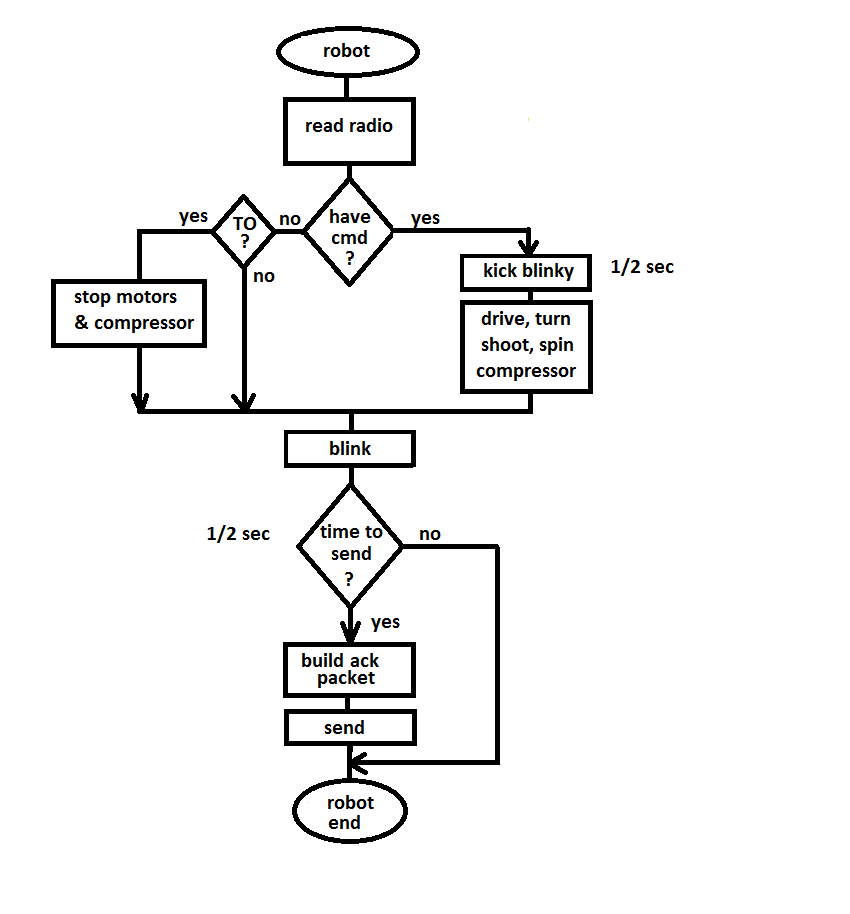 robot
read radio
have
cmd
?
yes
no
TO
?
yes
no
stop motors
& compressor
kick blinky
1/2 sec
drive, turn
shoot, spin
compressor
blink
1/2 sec
time to
send
?
no
yes
build ack
packet
send
robot
end